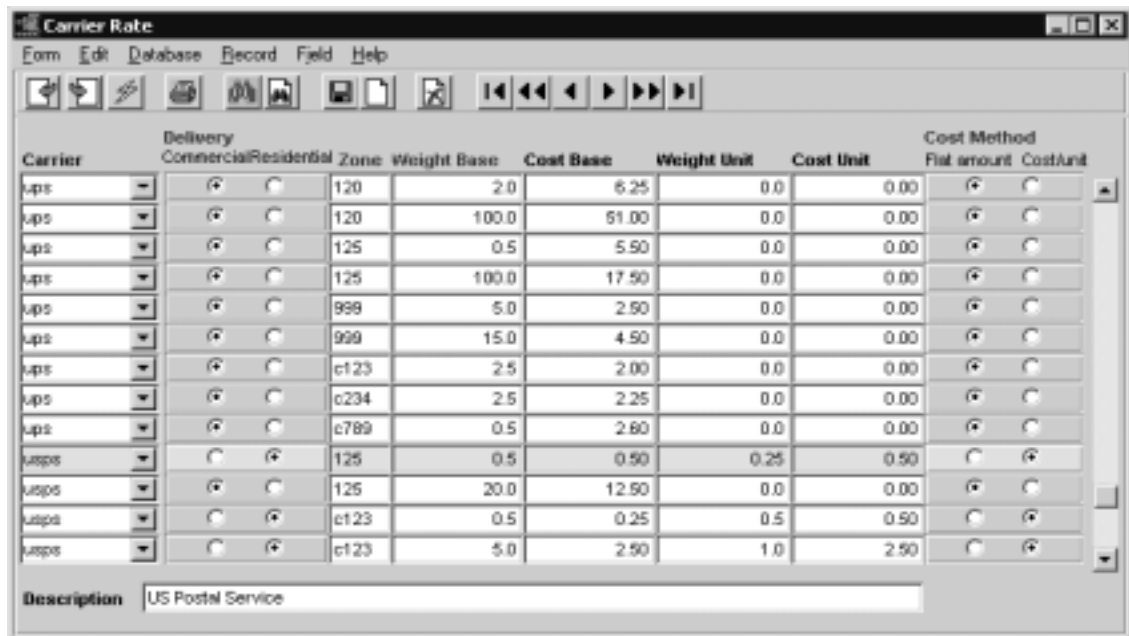 Carrier Rate
Form Edit Database Record Field Help
Delivery Cost Method
Carrier Commercial Residential Zone Weight Base Cost Base Weight Unit Cost Unit Flat amount Cost/unit
ups 120 2.0 6.25 0.0 0.00
ups 120 100.0 51.00 0.0 0.00
ups 125 0.5 5.50 0.0 0.00
ups 125 100.0 17.50 0.0 0.00
ups 999 5.0 2.50 0.0 0.00
ups 999 15.0 4.50 0.0 0.00
ups c123 2.5 2.00 0.0 0.00
ups c234 2.5 2.25 0.0 0.00
ups c789 0.5 2.60 0.0 0.00
usps 125 0.5 0.50 0.25 0.50
usps 125 20.0 12.50 0.0 0.00
usps c123 0.5 0.25 0.5 0.50
usps c123 5.0 2.50 1.0 2.50
Description US Postal Service